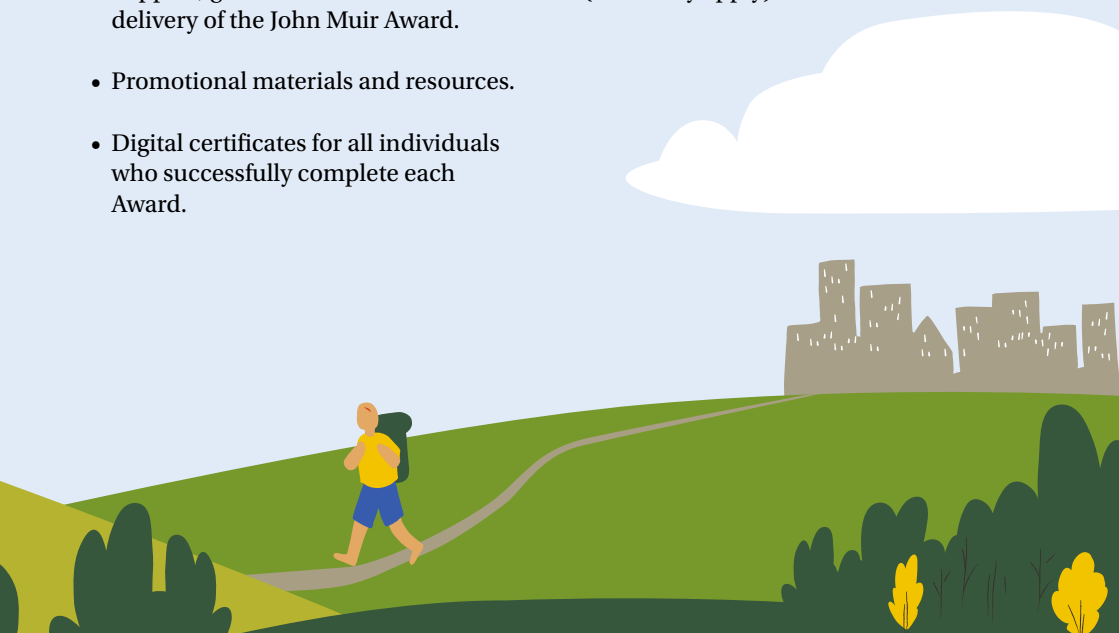 delivery of the John Muir Award.
• Promotional materials and resources.
• Digital certificates for all individuals
who successfully complete each
Award.